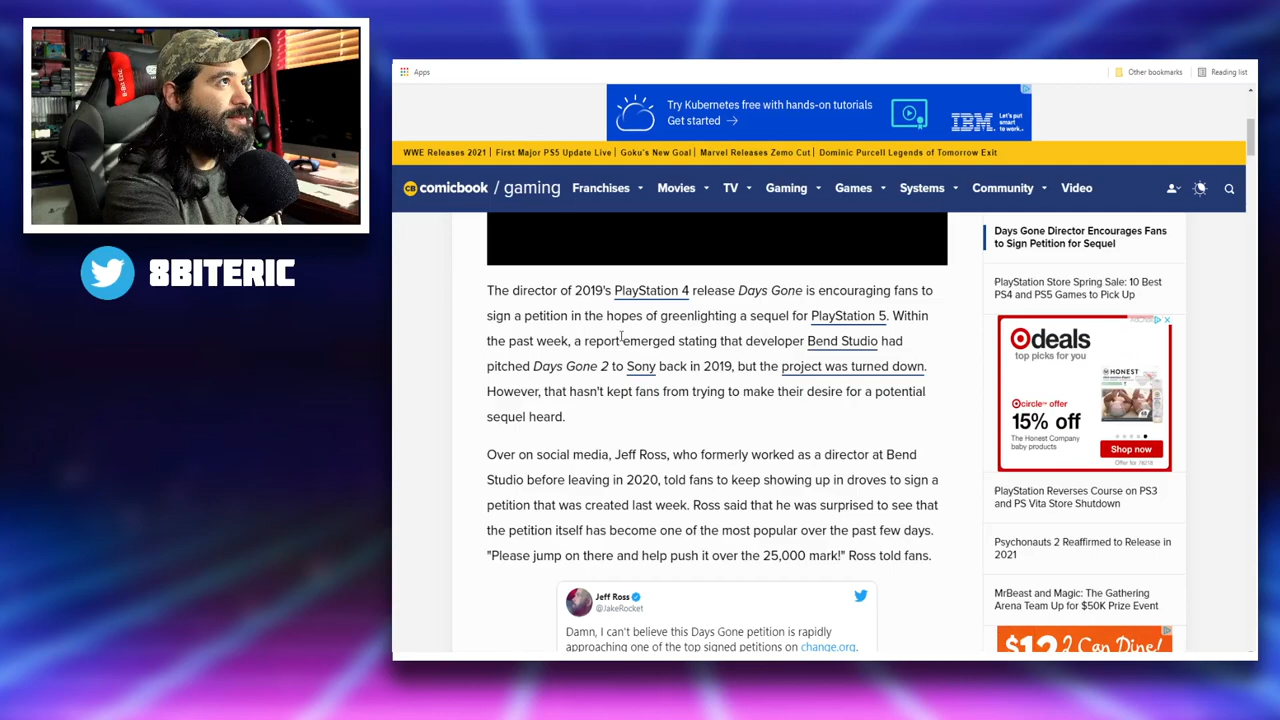 8BITERIC
Apps
Other bookmarks
Reading list
Try Kubernetes free with hands-on tutorials
Get started →
IBM
Let's put
smart
to work.
WWE Releases 2021 | First Major PS5 Update Live | Goku's New Goal | Marvel Releases Zemo Cut | Dominic Purcell Legends of Tomorrow Exit
CB comicbook / gaming
Franchises
Movies
TV
Gaming
Games
Systems
Community
Video
The director of 2019's PlayStation 4 release Days Gone is encouraging fans to
sign a petition in the hopes of greenlighting a sequel for PlayStation 5. Within
the past week, a report emerged stating that developer Bend Studio had
pitched Days Gone 2 to Sony back in 2019, but the project was turned down.
However, that hasn't kept fans from trying to make their desire for a potential
sequel heard.
Over on social media, Jeff Ross, who formerly worked as a director at Bend
Studio before leaving in 2020, told fans to keep showing up in droves to sign a
petition that was created last week. Ross said that he was surprised to see that
the petition itself has become one of the most popular over the past few days.
"Please jump on there and help push it over the 25,000 mark!" Ross told fans.
Jeff Ross
@JakeRocket
Damn, I can't believe this Days Gone petition is rapidly
approaching one of the top signed petitions on change.org.
Days Gone Director Encourages Fans
to Sign Petition for Sequel
PlayStation Store Spring Sale: 10 Best
PS4 and PS5 Games to Pick Up
deals
top picks for you
HONEST
circle offer
15% off
The Honest Company
baby products
Shop now
PlayStation Reverses Course on PS3
and PS Vita Store Shutdown
Psychonauts 2 Reaffirmed to Release in
2021
MrBeast and Magic: The Gathering
Arena Team Up for $50K Prize Event
$12 2 Can Dine!